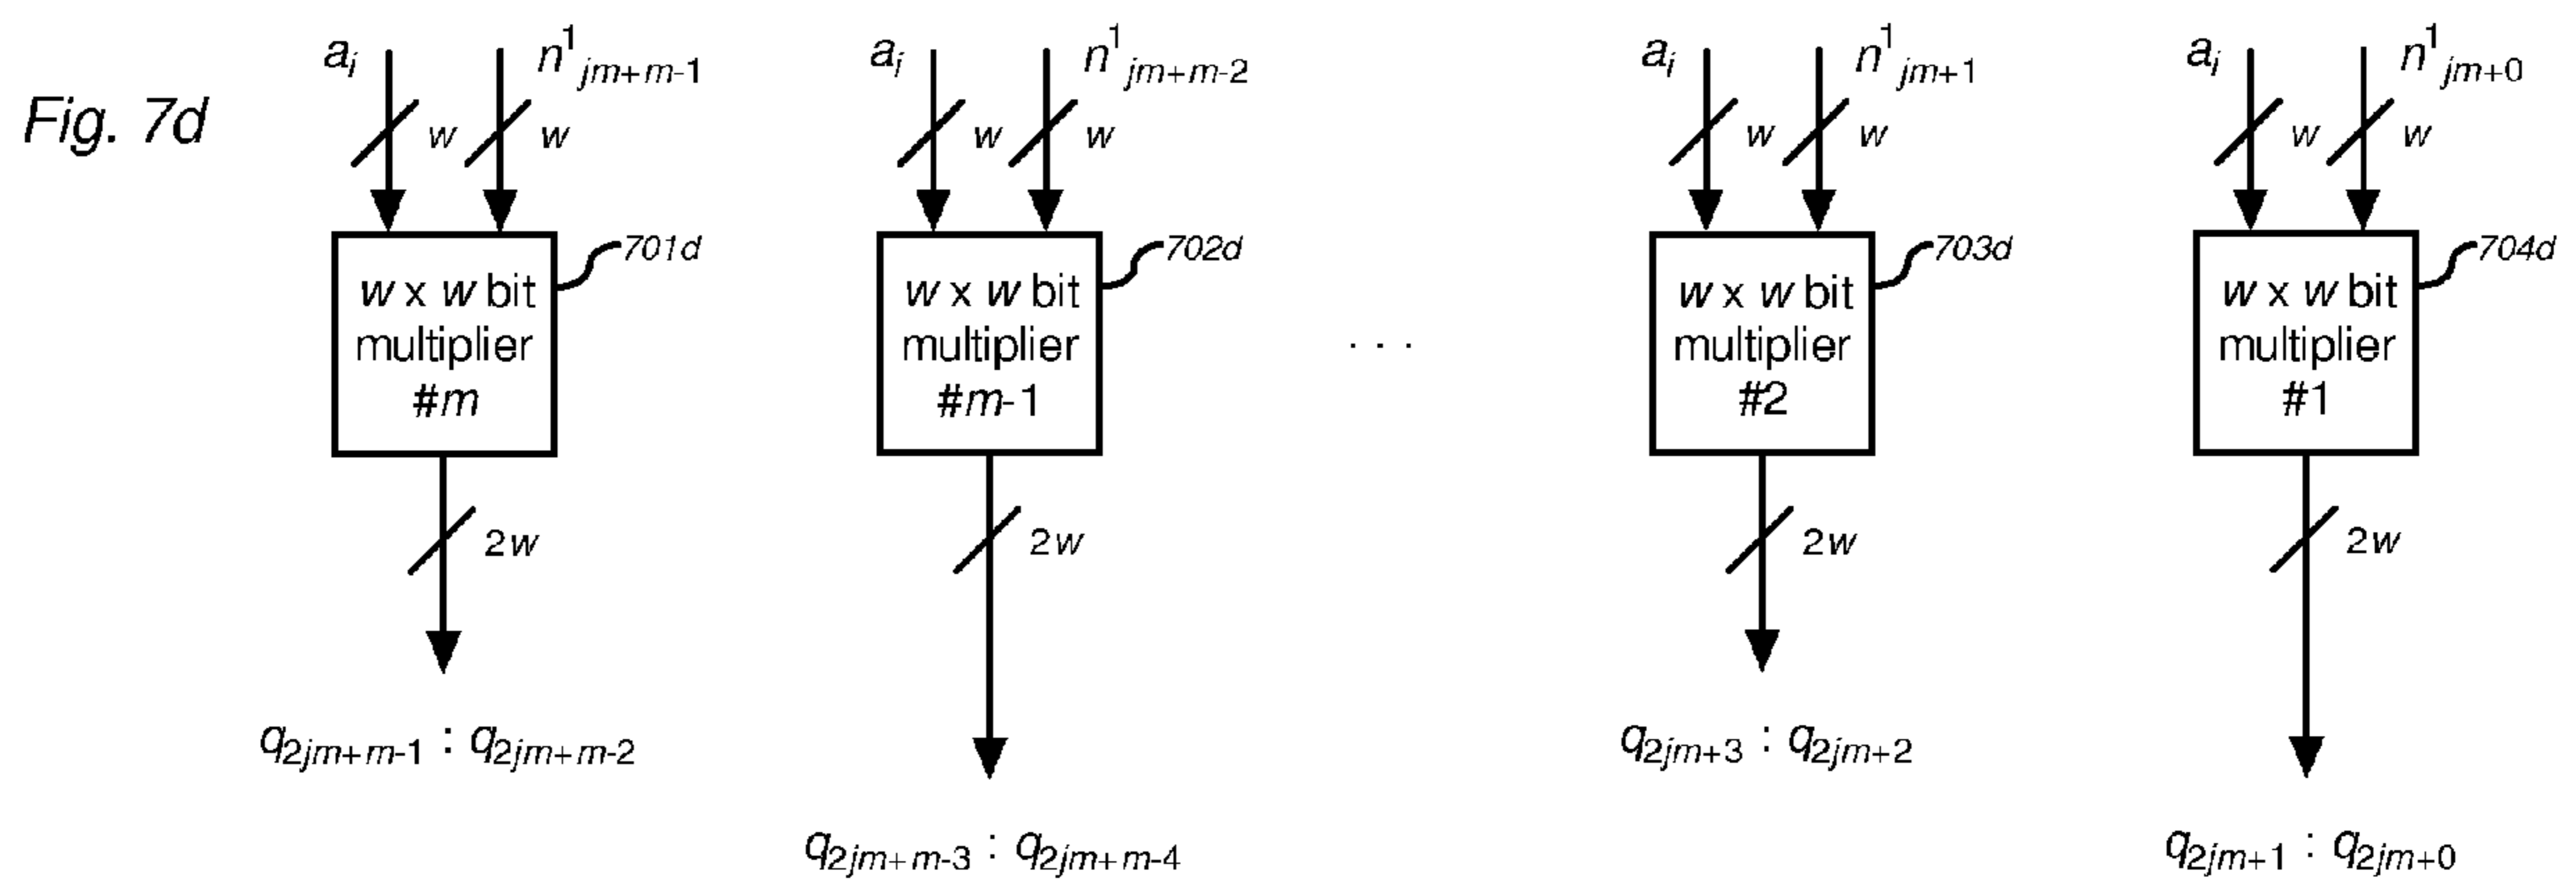 Fig. 7d
a_i n^1_{jm+m-1} a_i n^1_{jm+m-2} a_i n^1_{jm+1} a_i n^1_{jm+0}
w w w w w w w w
701d 702d 703d 704d
w x w bit multiplier #m
w x w bit multiplier #m-1
. . .
w x w bit multiplier #2
w x w bit multiplier #1
2w 2w 2w 2w
q_{2jm+m-1} : q_{2jm+m-2} q_{2jm+3} : q_{2jm+2}
q_{2jm+m-3} : q_{2jm+m-4} q_{2jm+1} : q_{2jm+0}